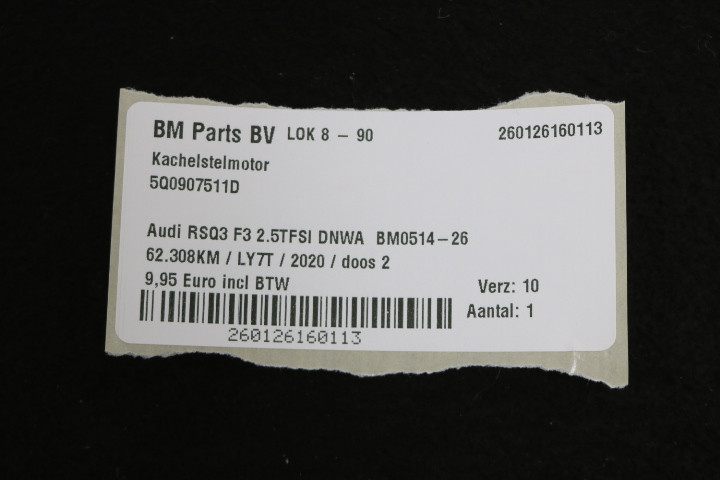 BM Parts BV LOK 8 - 90 260126160113
Kachelstelmotor
5Q0907511D
Audi RSQ3 F3 2.5TFSI DNWA BM0514-26
62.308KM / LY7T / 2020 / doos 2
9,95 Euro incl BTW Verz: 10
Aantal: 1
260126160113